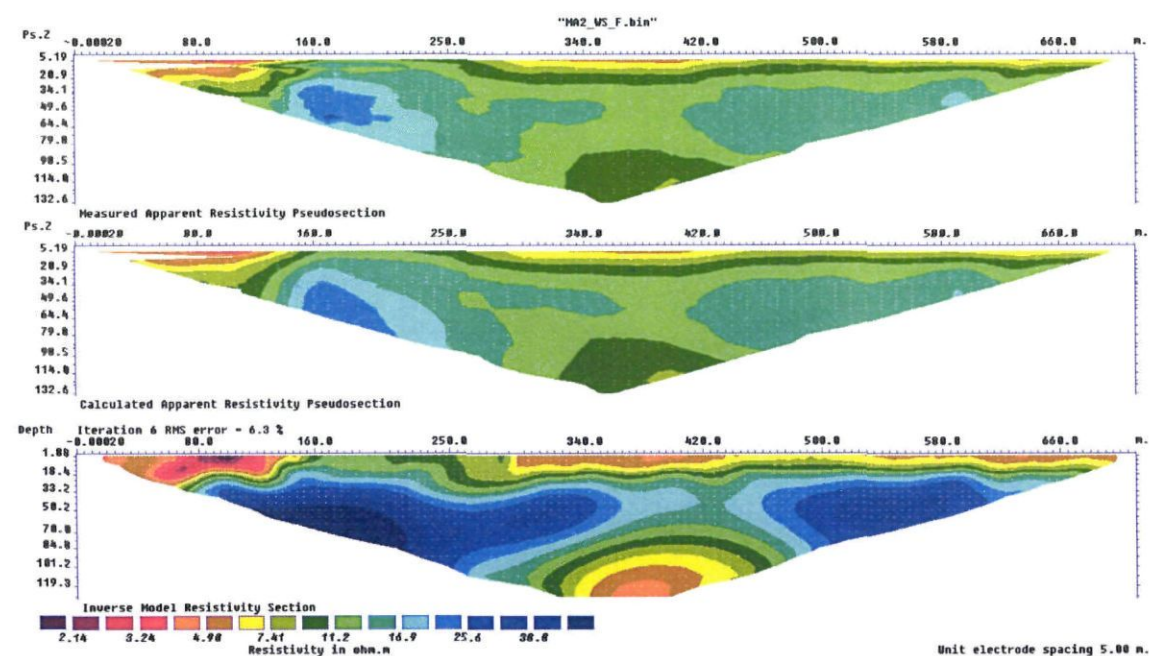 "MA2_WS_F.bin"
Ps.Z -0.00020 80.0 160.0 250.0 340.0 420.0 500.0 580.0 660.0 m.
5.19
20.9
34.1
49.6
64.4
79.8
98.5
114.0
132.6
Measured Apparent Resistivity Pseudosection
Ps.Z -0.00020 80.0 160.0 250.0 340.0 420.0 500.0 580.0 660.0 m.
5.19
20.9
34.1
49.6
64.4
79.8
98.5
114.0
132.6
Calculated Apparent Resistivity Pseudosection
Depth Iteration 6 RMS error = 6.3 %
-0.00020 80.0 160.0 250.0 340.0 420.0 500.0 580.0 660.0 m.
1.88
18.4
33.2
50.2
70.0
84.8
101.2
119.3
Inverse Model Resistivity Section
2.14 3.24 4.90 7.41 11.2 16.9 25.6 38.8
Resistivity in ohm.m
Unit electrode spacing 5.00 m.